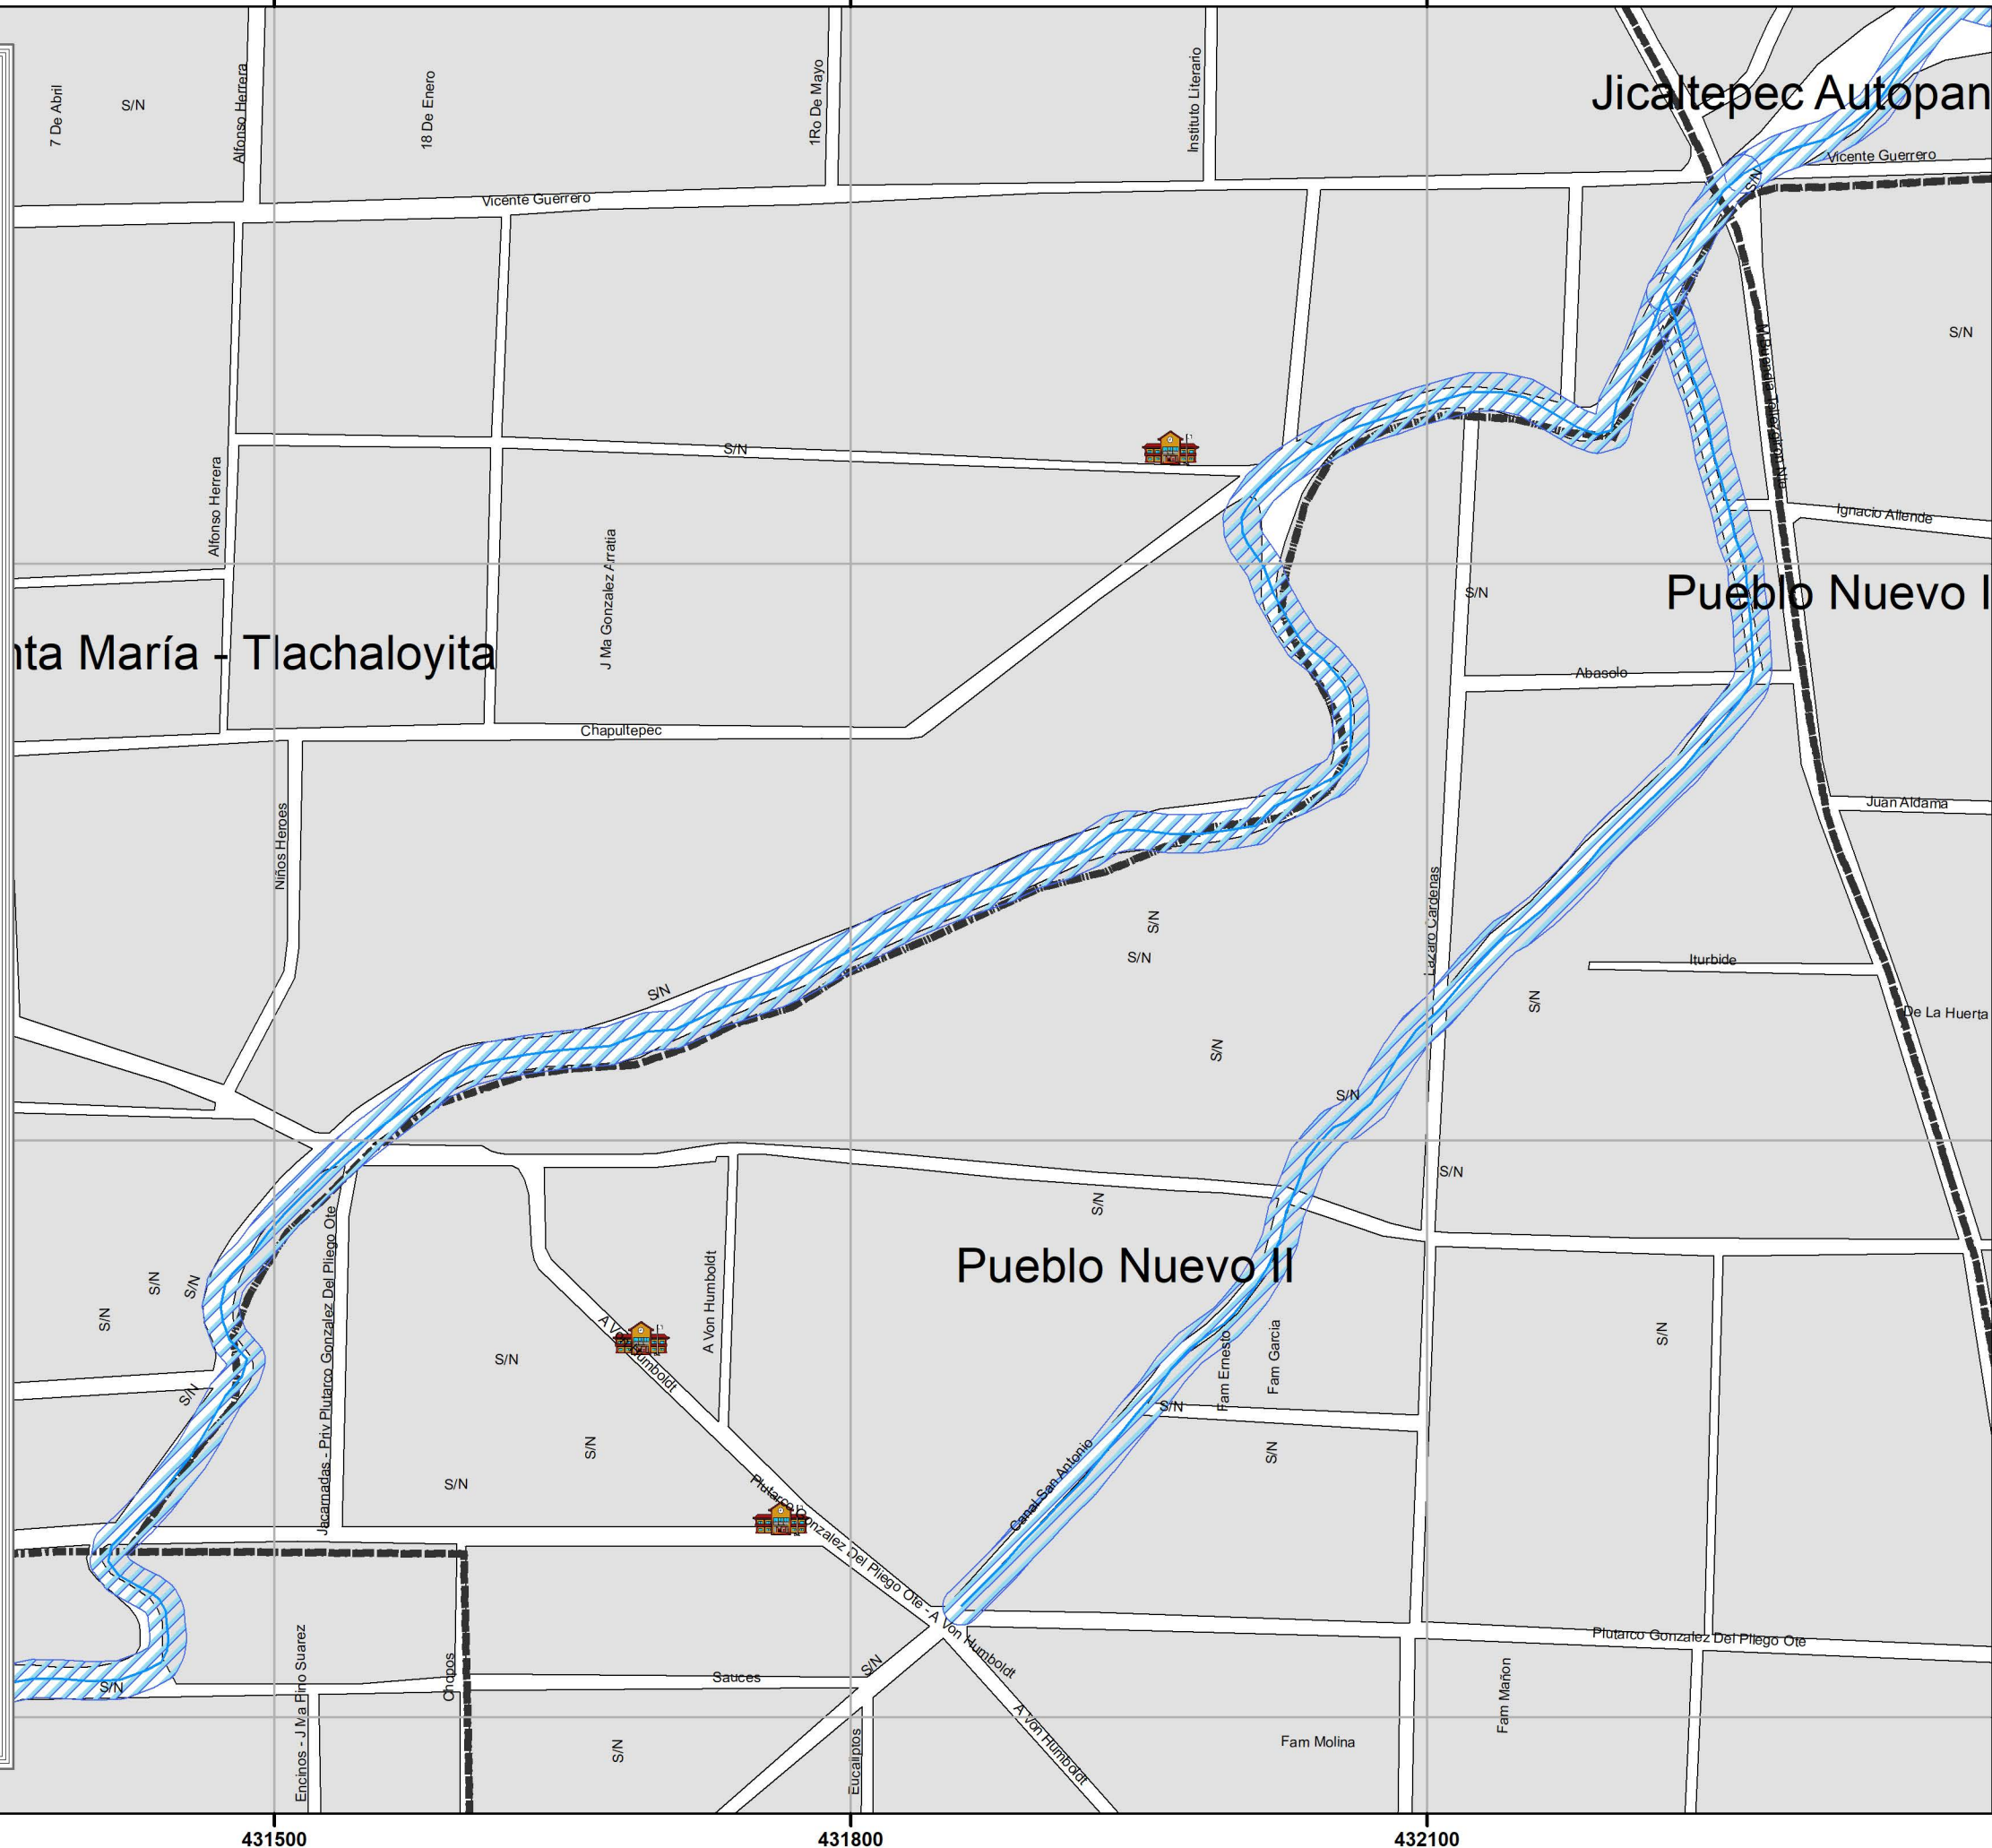 Jicaltepec Autopan
7 De Abril
S/N
Alfonso Herrera
18 De Enero
1Ro De Mayo
Instituto Literario
Vicente Guerrero
S/N
Vicente Guerrero
S/N
S/N
Alfonso Herrera
J Ma Gonzalez Arratia
Ignacio Allende
S/N
Pueblo Nuevo I
nta María - Tlachaloyita
Abasolo
Chapultepec
Juan Aldama
Niños Heroes
Lazaro Cardenas
S/N
S/N
Iturbide
S/N
S/N
De La Huerta
S/N
S/N
S/N
S/N
Pueblo Nuevo II
Jacarnadas - Priv Plutarco Gonzalez Del Pliego Ote
S/N
S/N
S/N
A Von Humboldt
A Von Humboldt
Fam Ernesto
Fam Garcia
S/N
S/N
S/N
S/N
S/N
S/N
S/N
Canal San Antonio
Plutarco Gonzalez Del Pliego Ote - A Von Humboldt
Plutarco Gonzalez Del Pliego Ote
S/N
Encinos - J Ma Pino Suarez
Chopos
Sauces
S/N
Fam Mañon
A Von Humboldt
Fam Molina
S/N
Eucaliptos
431500
431800
432100